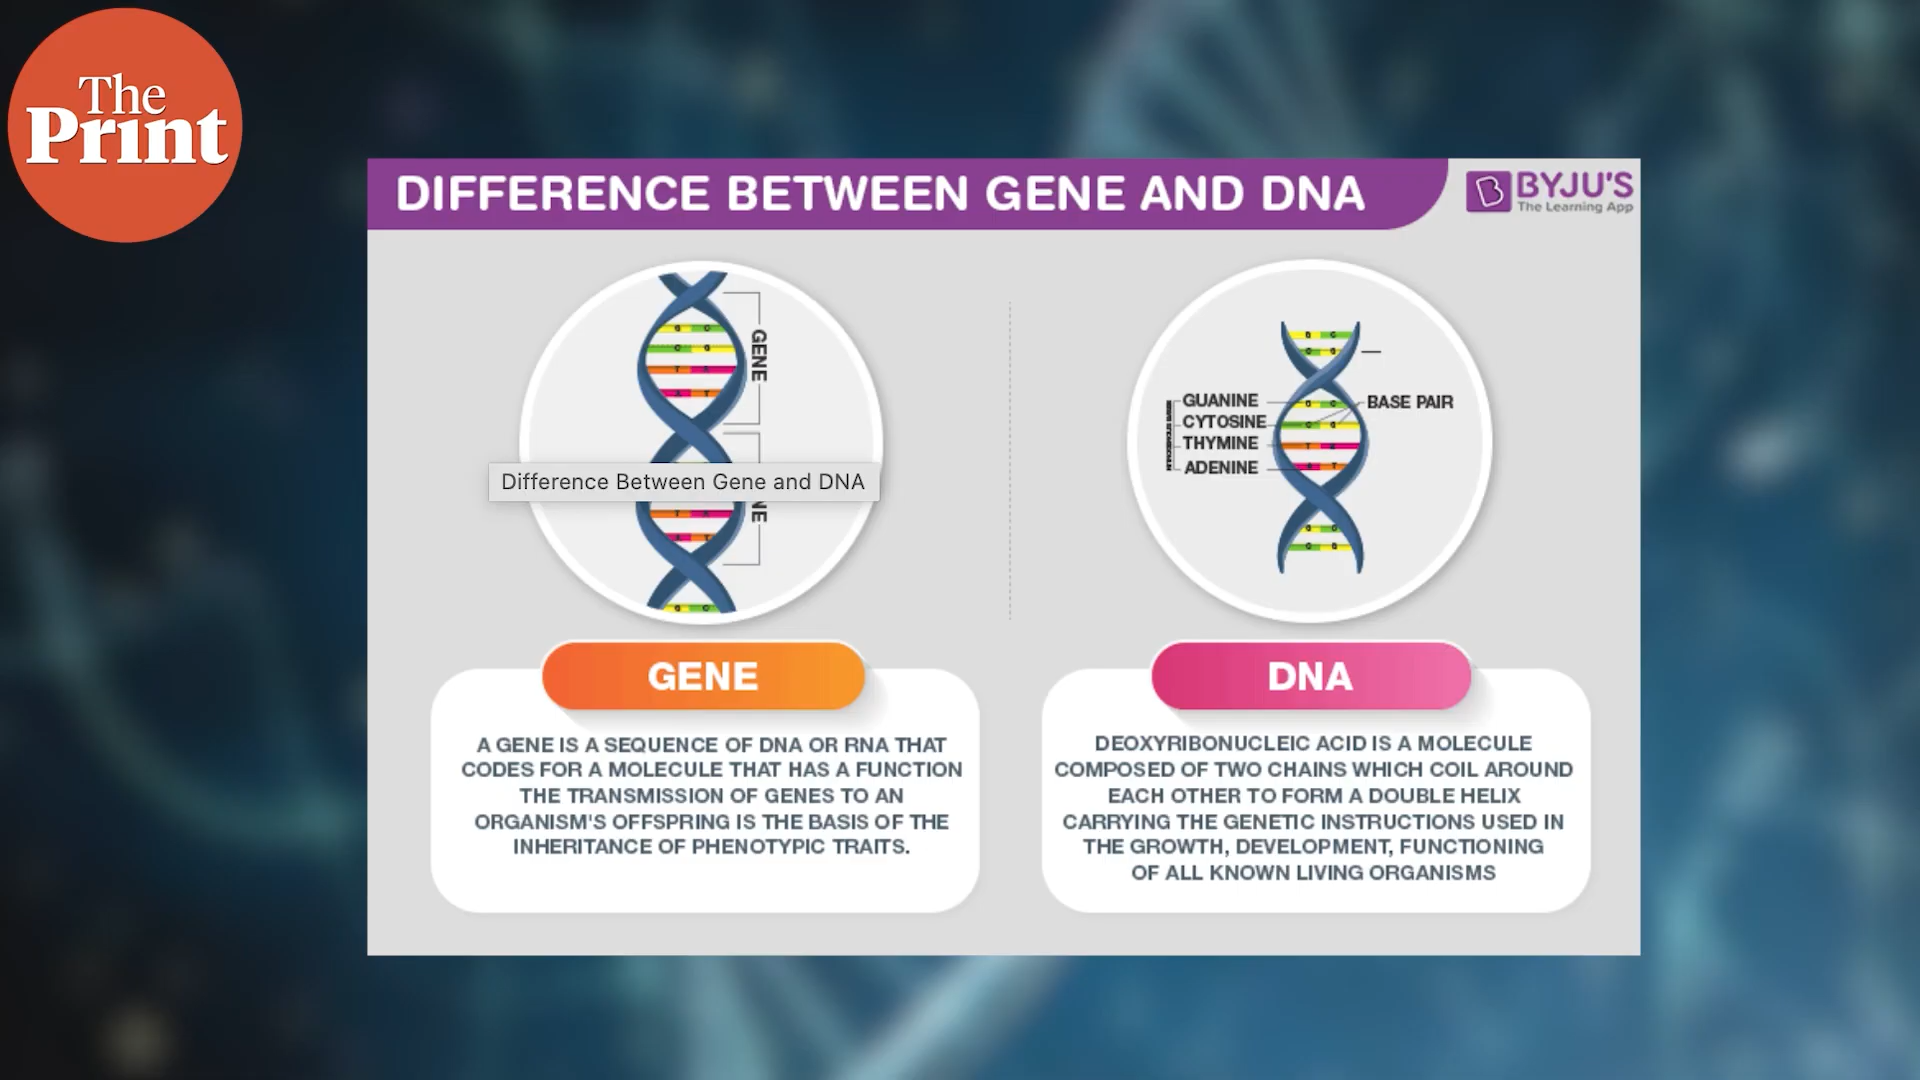 The
Print
DIFFERENCE BETWEEN GENE AND DNA
BYJU'S
The Learning App
GENE
G C
C G
T A
A T
Difference Between Gene and DNA
NE
T A
A T
G C
GUANINE
CYTOSINE
THYMINE
ADENINE
BASE PAIR
GENE
A GENE IS A SEQUENCE OF DNA OR RNA THAT
CODES FOR A MOLECULE THAT HAS A FUNCTION
THE TRANSMISSION OF GENES TO AN
ORGANISM'S OFFSPRING IS THE BASIS OF THE
INHERITANCE OF PHENOTYPIC TRAITS.
DNA
DEOXYRIBONUCLEIC ACID IS A MOLECULE
COMPOSED OF TWO CHAINS WHICH COIL AROUND
EACH OTHER TO FORM A DOUBLE HELIX
CARRYING THE GENETIC INSTRUCTIONS USED IN
THE GROWTH, DEVELOPMENT, FUNCTIONING
OF ALL KNOWN LIVING ORGANISMS